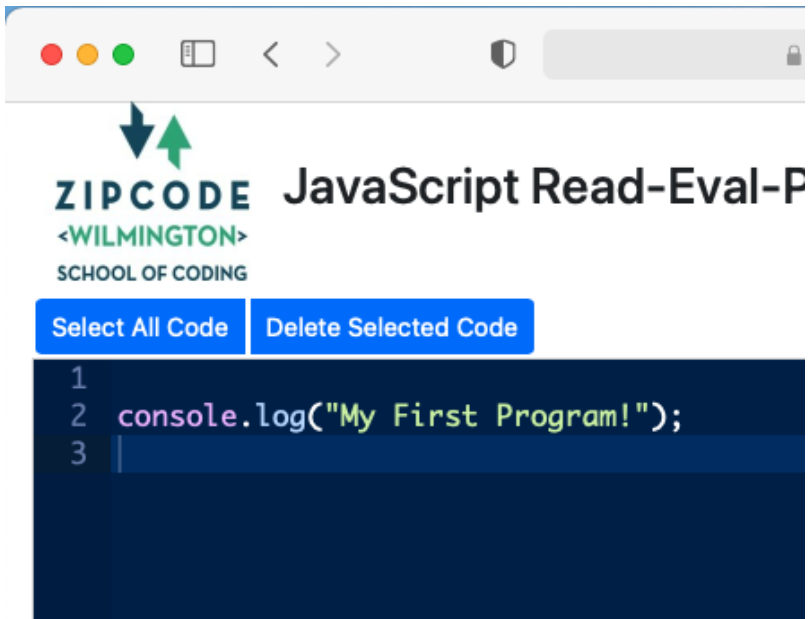 ZIPCODE
<WILMINGTON>
SCHOOL OF CODING
JavaScript Read-Eval-P
Select All Code Delete Selected Code
1
2 console.log("My First Program!");
3